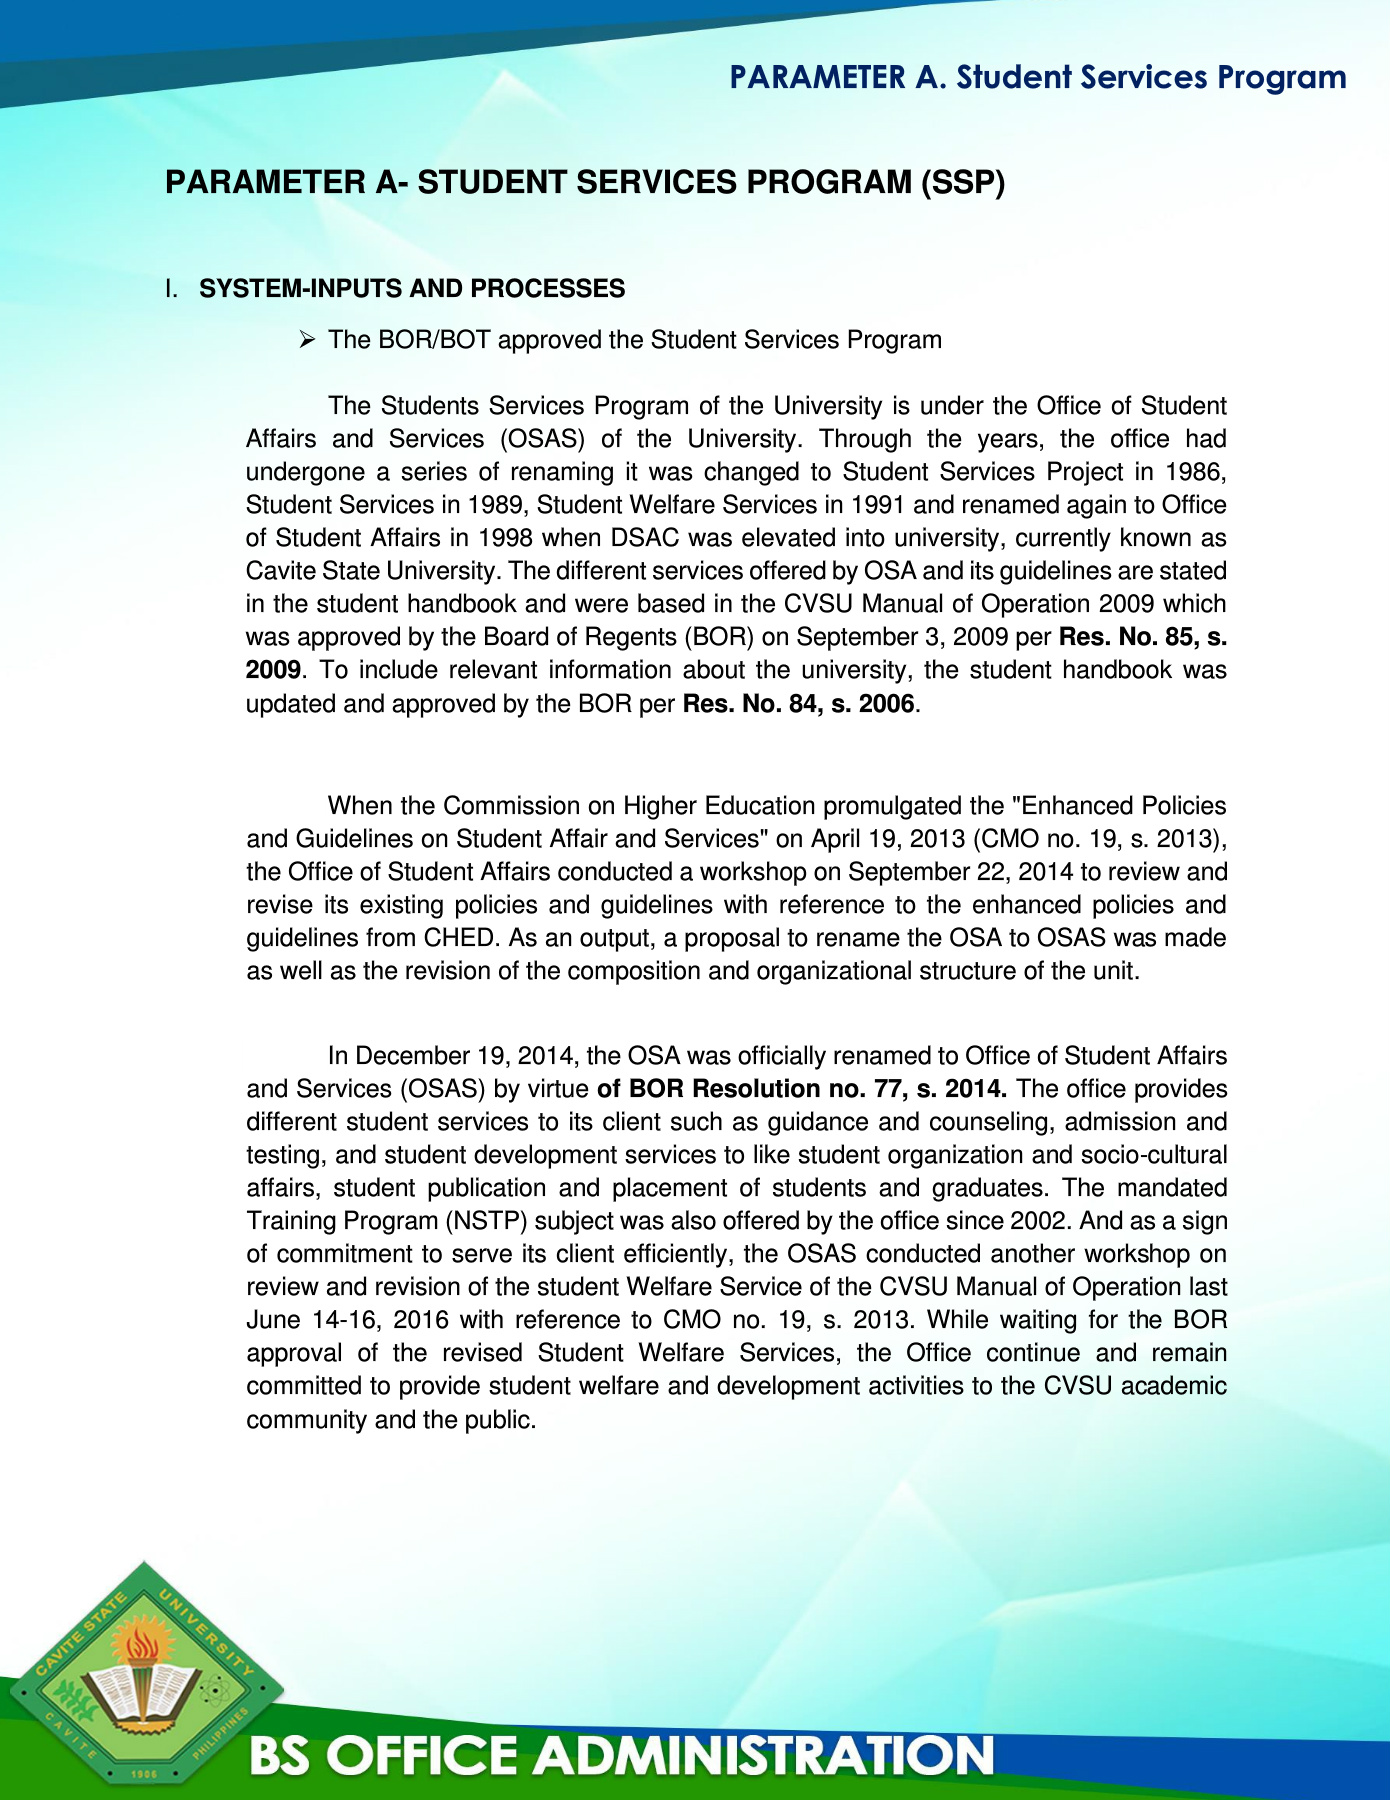 PARAMETER A. Student Services Program
PARAMETER A- STUDENT SERVICES PROGRAM (SSP)
I. SYSTEM-INPUTS AND PROCESSES
➢ The BOR/BOT approved the Student Services Program
The Students Services Program of the University is under the Office of Student
Affairs and Services (OSAS) of the University. Through the years, the office had
undergone a series of renaming it was changed to Student Services Project in 1986,
Student Services in 1989, Student Welfare Services in 1991 and renamed again to Office
of Student Affairs in 1998 when DSAC was elevated into university, currently known as
Cavite State University. The different services offered by OSA and its guidelines are stated
in the student handbook and were based in the CVSU Manual of Operation 2009 which
was approved by the Board of Regents (BOR) on September 3, 2009 per Res. No. 85, s.
2009. To include relevant information about the university, the student handbook was
updated and approved by the BOR per Res. No. 84, s. 2006.
When the Commission on Higher Education promulgated the "Enhanced Policies
and Guidelines on Student Affair and Services" on April 19, 2013 (CMO no. 19, s. 2013),
the Office of Student Affairs conducted a workshop on September 22, 2014 to review and
revise its existing policies and guidelines with reference to the enhanced policies and
guidelines from CHED. As an output, a proposal to rename the OSA to OSAS was made
as well as the revision of the composition and organizational structure of the unit.
In December 19, 2014, the OSA was officially renamed to Office of Student Affairs
and Services (OSAS) by virtue of BOR Resolution no. 77, s. 2014. The office provides
different student services to its client such as guidance and counseling, admission and
testing, and student development services to like student organization and socio-cultural
affairs, student publication and placement of students and graduates. The mandated
Training Program (NSTP) subject was also offered by the office since 2002. And as a sign
of commitment to serve its client efficiently, the OSAS conducted another workshop on
review and revision of the student Welfare Service of the CVSU Manual of Operation last
June 14-16, 2016 with reference to CMO no. 19, s. 2013. While waiting for the BOR
approval of the revised Student Welfare Services, the Office continue and remain
committed to provide student welfare and development activities to the CVSU academic
community and the public.
CAVITE STATE UNIVERSITY
CAVITE PHILIPPINES
1906
BS OFFICE ADMINISTRATION